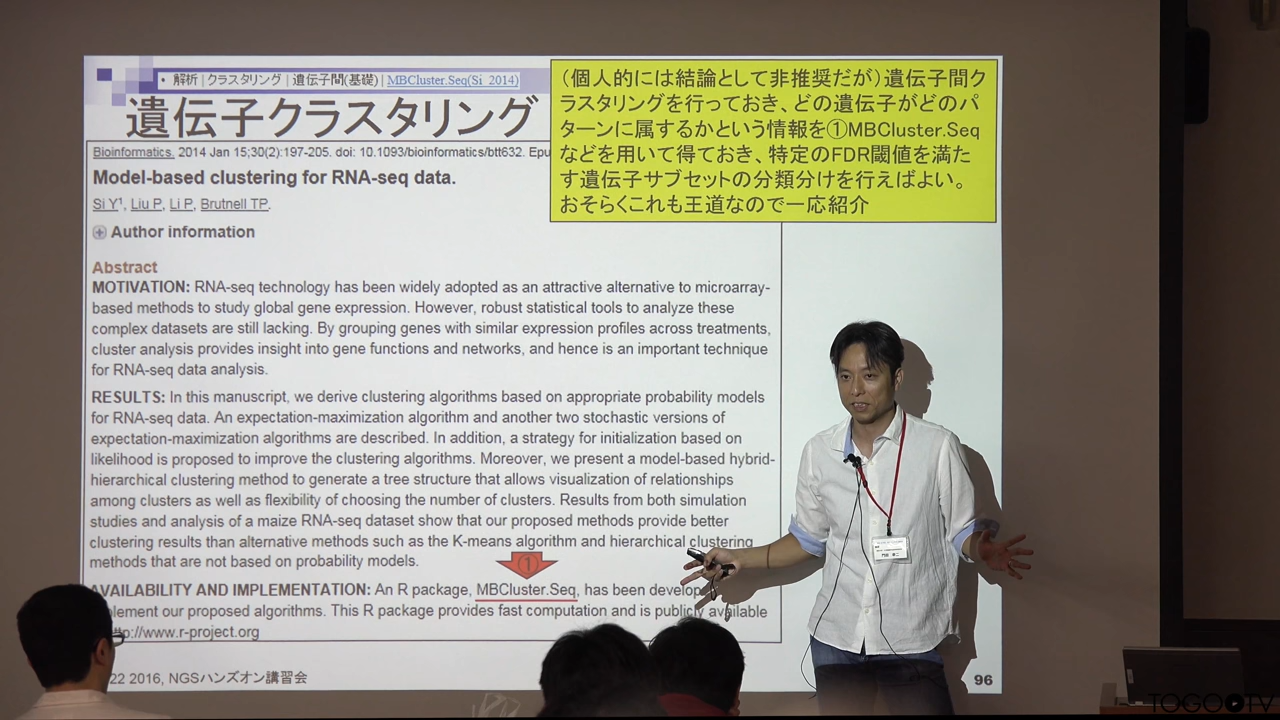 • 解析 | クラスタリング | 遺伝子間(基礎) | MBCluster.Seq(Si_2014)
遺伝子クラスタリング
(個人的には結論として非推奨だが)遺伝子間ク
ラスタリングを行っておき、どの遺伝子がどのパ
ターンに属するかという情報を①MBCluster.Seq
などを用いて得ておき、特定のFDR閾値を満た
す遺伝子サブセットの分類分けを行えばよい。
おそらくこれも王道なので一応紹介
Bioinformatics. 2014 Jan 15;30(2):197-205. doi: 10.1093/bioinformatics/btt632. Epu
Model-based clustering for RNA-seq data.
Si Y1, Liu P, Li P, Brutnell TP.
Author information
Abstract
MOTIVATION: RNA-seq technology has been widely adopted as an attractive alternative to microarray-
based methods to study global gene expression. However, robust statistical tools to analyze these
complex datasets are still lacking. By grouping genes with similar expression profiles across treatments,
cluster analysis provides insight into gene functions and networks, and hence is an important technique
for RNA-seq data analysis.
RESULTS: In this manuscript, we derive clustering algorithms based on appropriate probability models
for RNA-seq data. An expectation-maximization algorithm and another two stochastic versions of
expectation-maximization algorithms are described. In addition, a strategy for initialization based on
likelihood is proposed to improve the clustering algorithms. Moreover, we present a model-based hybrid-
hierarchical clustering method to generate a tree structure that allows visualization of relationships
among clusters as well as flexibility of choosing the number of clusters. Results from both simulation
studies and analysis of a maize RNA-seq dataset show that our proposed methods provide better
clustering results than alternative methods such as the K-means algorithm and hierarchical clustering
methods that are not based on probability models.
①
AVAILABILITY AND IMPLEMENTATION: An R package, MBCluster.Seq, has been develop
plement our proposed algorithms. This R package provides fast computation and is publicly available
http://www.r-project.org
22 2016, NGSハンズオン講習会
96
TOGOTV